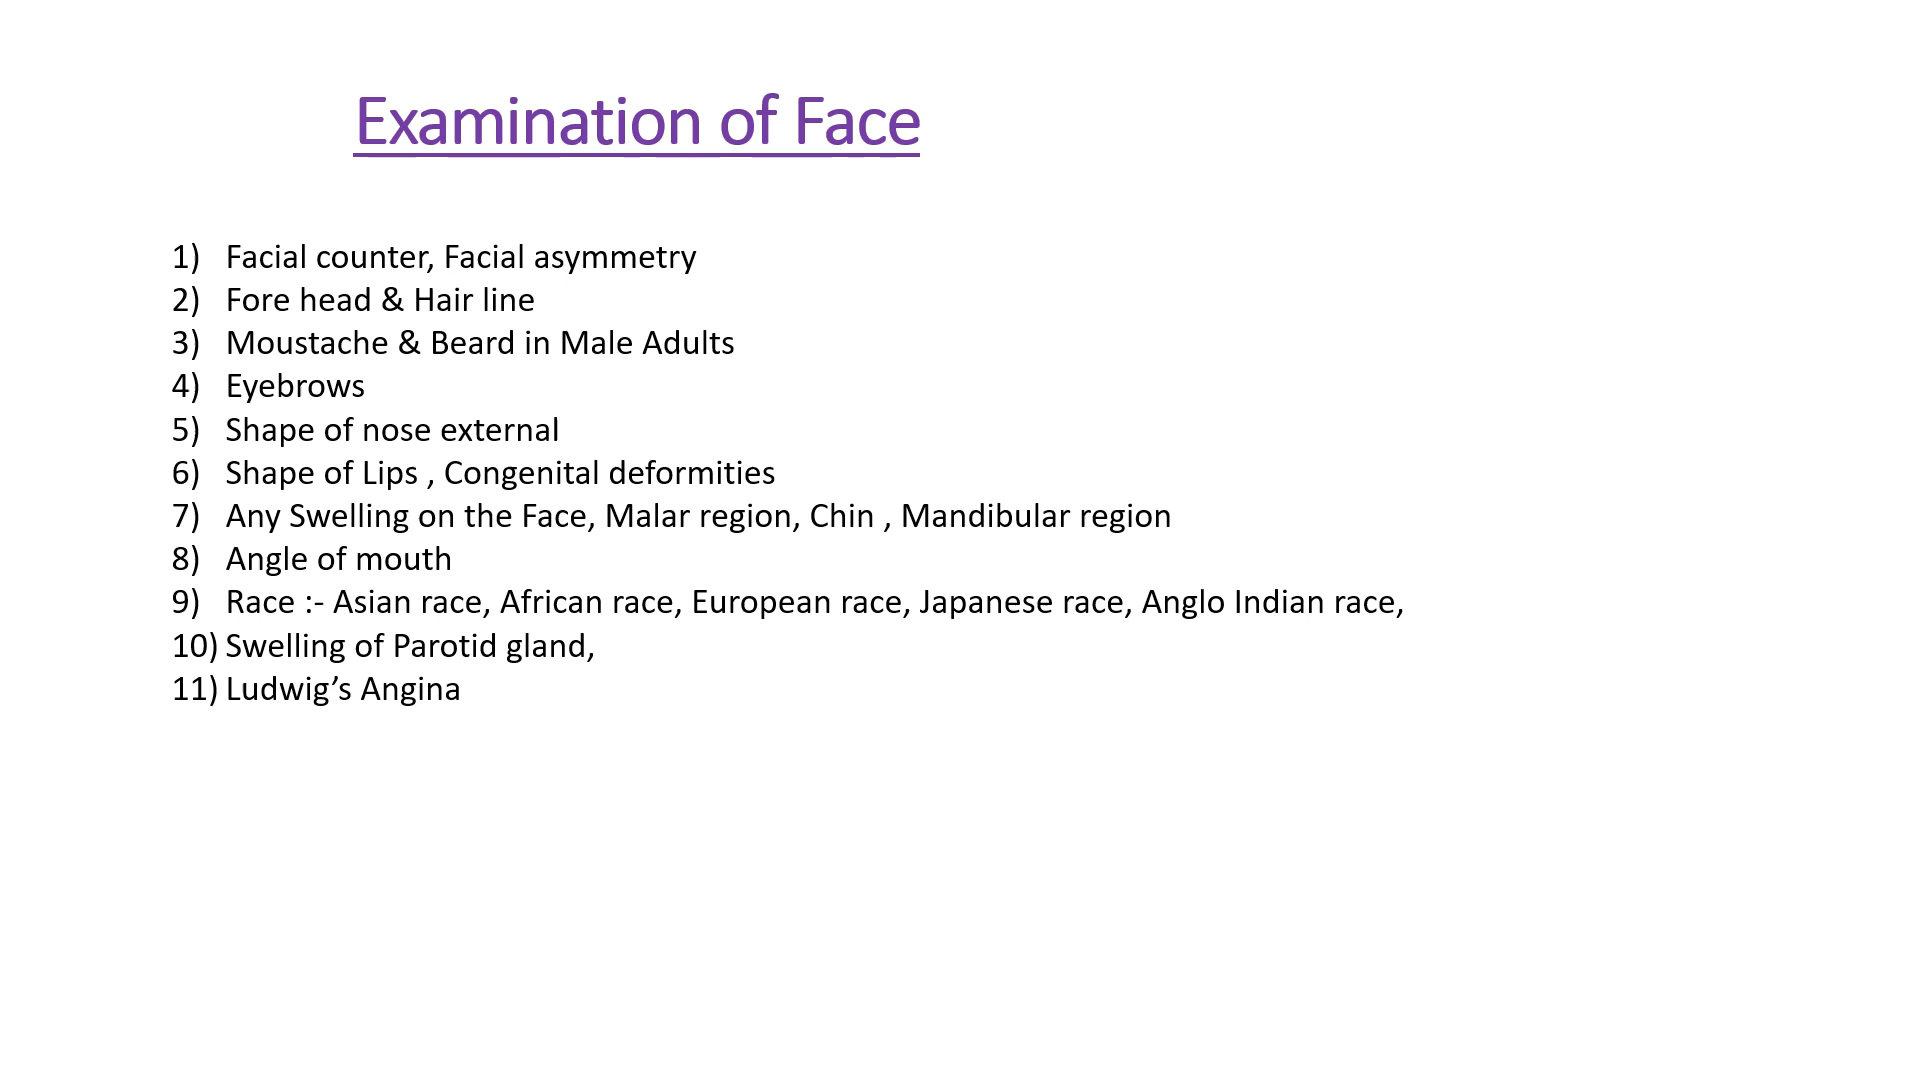 Examination of Face
1) Facial counter, Facial asymmetry
2) Fore head & Hair line
3) Moustache & Beard in Male Adults
4) Eyebrows
5) Shape of nose external
6) Shape of Lips , Congenital deformities
7) Any Swelling on the Face, Malar region, Chin , Mandibular region
8) Angle of mouth
9) Race :- Asian race, African race, European race, Japanese race, Anglo Indian race,
10) Swelling of Parotid gland,
11) Ludwig’s Angina